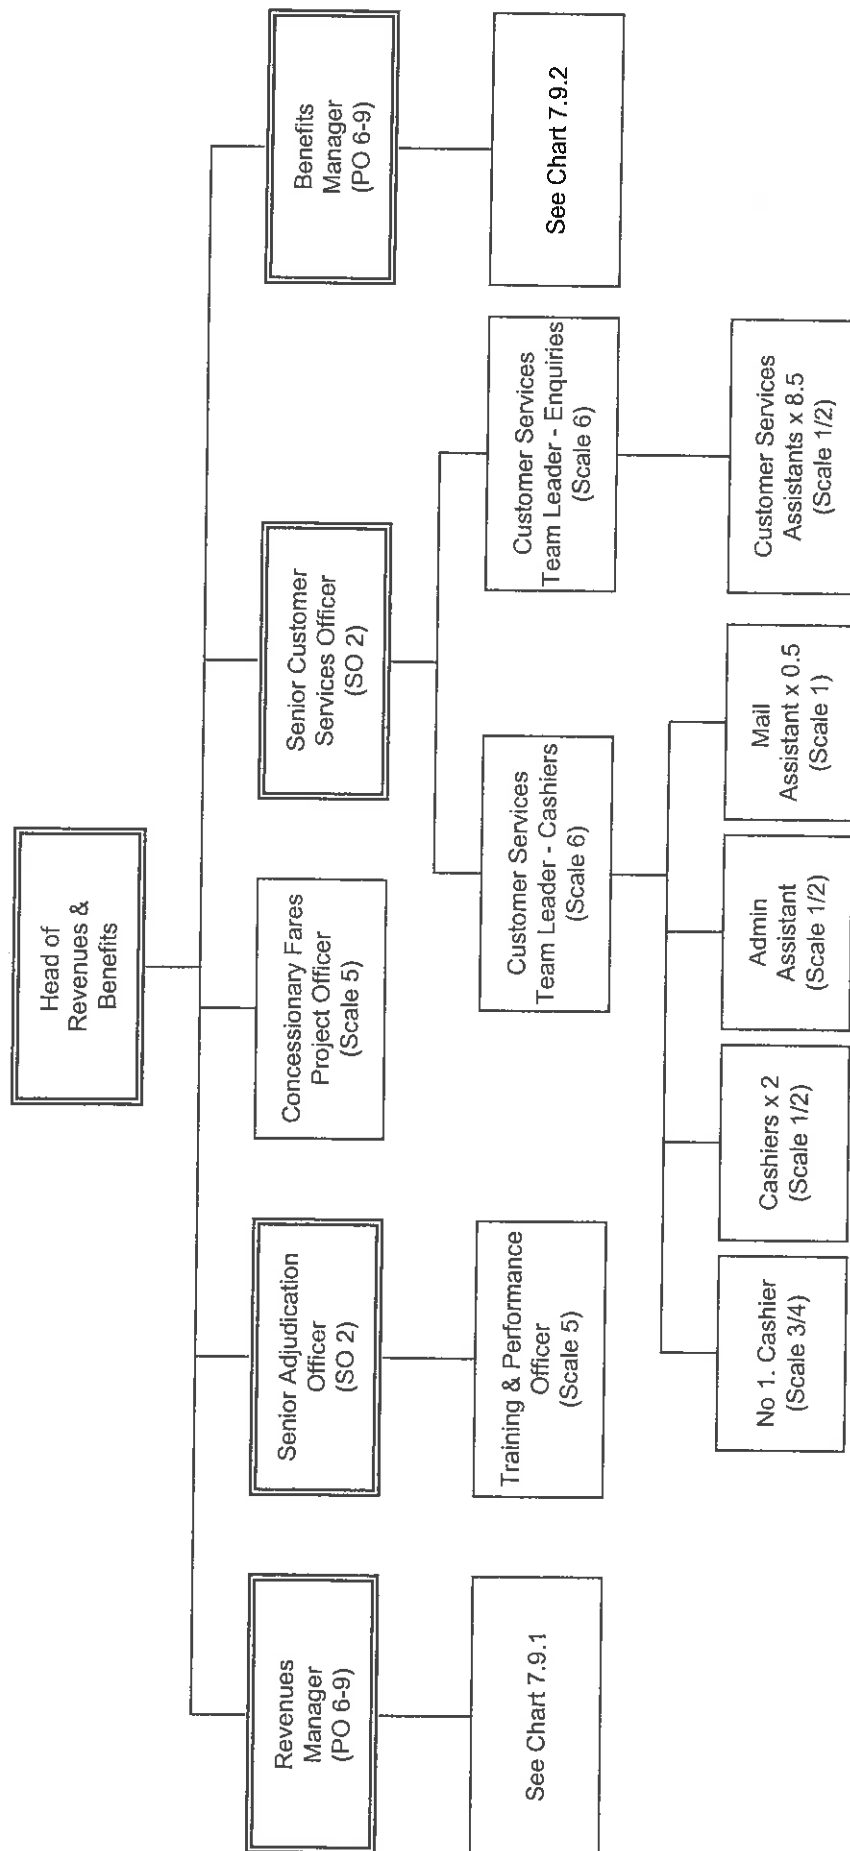 Head of
Revenues &
Benefits
Revenues
Manager
(PO 6-9)
Senior Adjudication
Officer
(SO 2)
Concessionary Fares
Project Officer
(Scale 5)
Senior Customer
Services Officer
(SO 2)
Benefits
Manager
(PO 6-9)
See Chart 7.9.1
Training & Performance
Officer
(Scale 5)
Customer Services
Team Leader - Cashiers
(Scale 6)
Customer Services
Team Leader - Enquiries
(Scale 6)
See Chart 7.9.2
No 1. Cashier
(Scale 3/4)
Cashiers x 2
(Scale 1/2)
Admin
Assistant
(Scale 1/2)
Mail
Assistant x 0.5
(Scale 1)
Customer Services
Assistants x 8.5
(Scale 1/2)